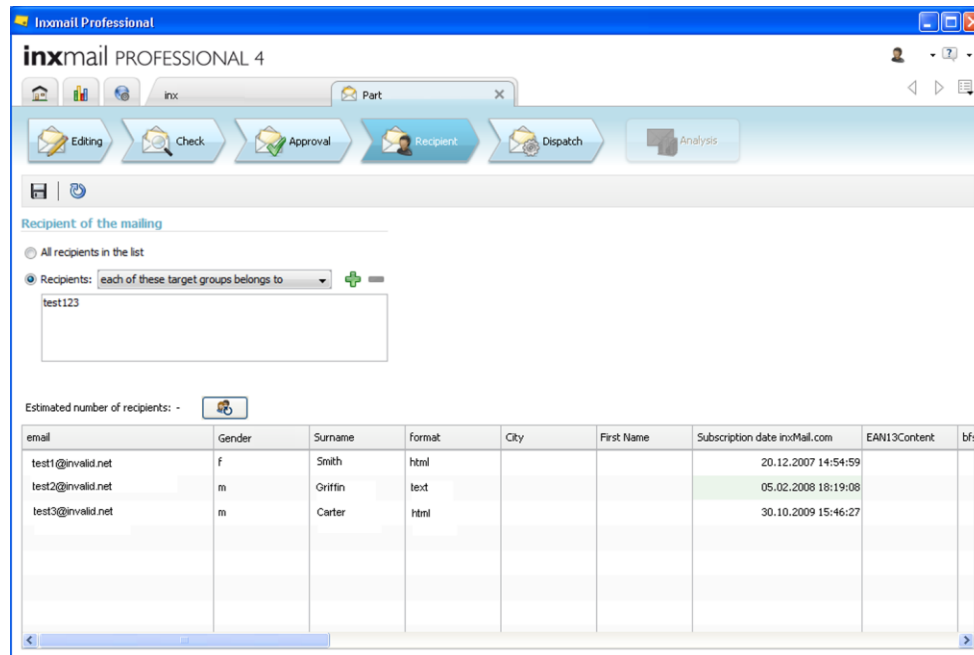 Inxmail Professional
inxmail PROFESSIONAL 4
inx Part
Editing Check Approval Recipient Dispatch Analysis
Recipient of the mailing
All recipients in the list
Recipients: each of these target groups belongs to
test123
Estimated number of recipients: -
email Gender Surname format City First Name Subscription date inxMail.com EAN13Content bfs
test1@invalid.net f Smith html 20.12.2007 14:54:59
test2@invalid.net m Griffin text 05.02.2008 18:19:08
test3@invalid.net m Carter html 30.10.2009 15:46:27